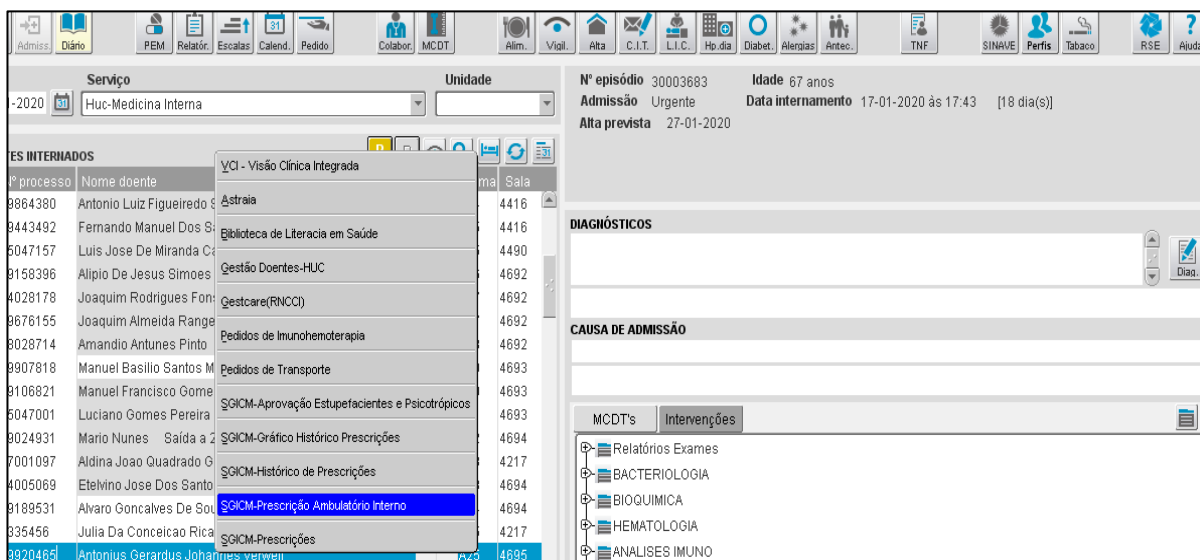 Admiss. Diário PEM Relatór. Escalas Calend. Pedido Colabor. MCDT Alim. Vigil. Alta C.I.T. L.I.C. Hp.dia Diabet. Alergias Antec. TNF SINAVE Perfis Tabaco RSE Ajuda
Serviço Unidade
-2020 Huc-Medicina Interna
Nº episódio 30003683 Idade 67 anos
Admissão Urgente Data internamento 17-01-2020 às 17:43 [18 dia(s)]
Alta prevista 27-01-2020
TES INTERNADOS
Nº processo Nome doente ma Sala
9864380 Antonio Luiz Figueiredo 4416
9443492 Fernando Manuel Dos 4416
5047157 Luis Jose De Miranda 4490
9158396 Alipio De Jesus Simoes 4692
4028178 Joaquim Rodrigues 4692
9676155 Joaquim Almeida 4692
8028714 Amandio Antunes Pinto 4692
9907818 Manuel Basilio Santos M 4693
9106821 Manuel Francisco Gome 4693
5047001 Luciano Gomes Pereira 4693
9024931 Mario Nunes Saída a 2 4694
7001097 Aldina Joao Quadrado G 4217
4005069 Etelvino Jose Dos Santo 4694
9189531 Alvaro Goncalves De Sou 4694
335456 Julia Da Conceicao Rica 4217
9920465 Antonius Gerardus Johannes Verweil A25 4695
VCI - Visão Clínica Integrada
Astraia
Biblioteca de Literacia em Saúde
Gestão Doentes-HUC
Gestcare(RNCCI)
Pedidos de Imunohemoterapia
Pedidos de Transporte
SGICM-Aprovação Estupefacientes e Psicotrópicos
SGICM-Gráfico Histórico Prescrições
SGICM-Histórico de Prescrições
SGICM-Prescrição Ambulatório Interno
SGICM-Prescrições
DIAGNÓSTICOS
Diag.
CAUSA DE ADMISSÃO
MCDT's Intervenções
Relatórios Exames
BACTERIOLOGIA
BIOQUIMICA
HEMATOLOGIA
ANALISES IMUNO